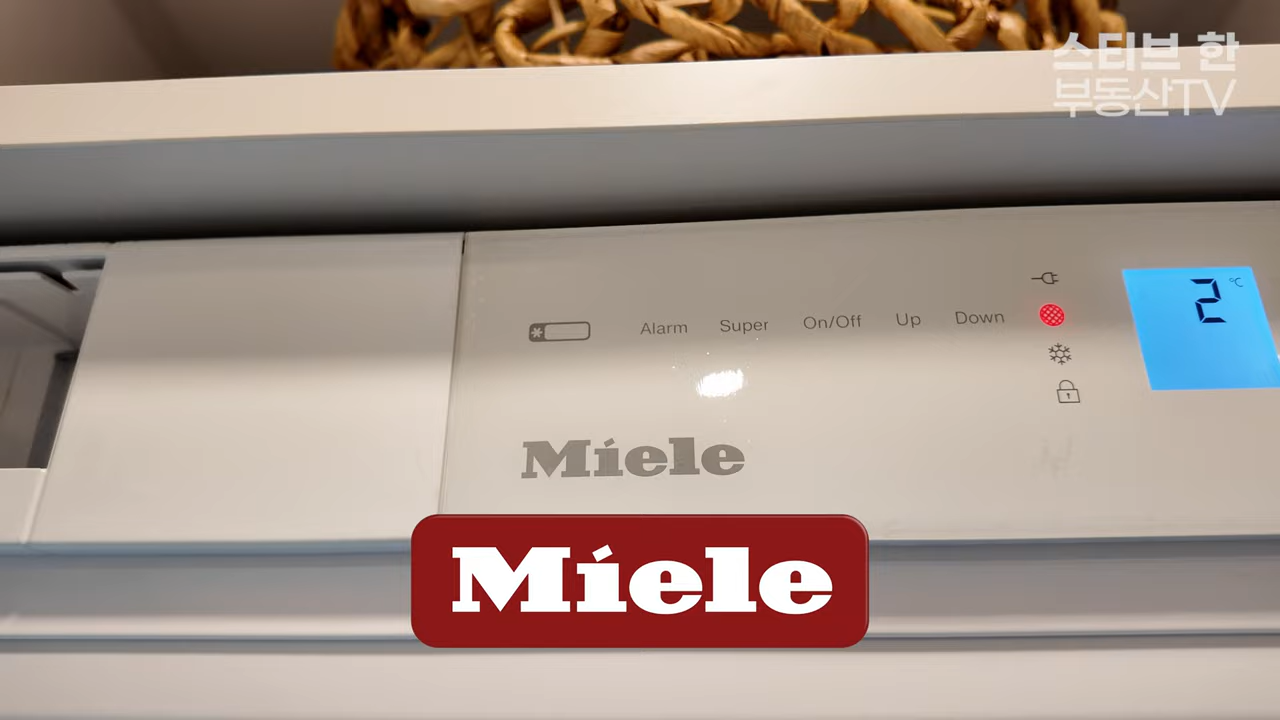 스티브 한
부동산TV
Alarm Super On/Off Up Down
2 °C
Miele
Miele